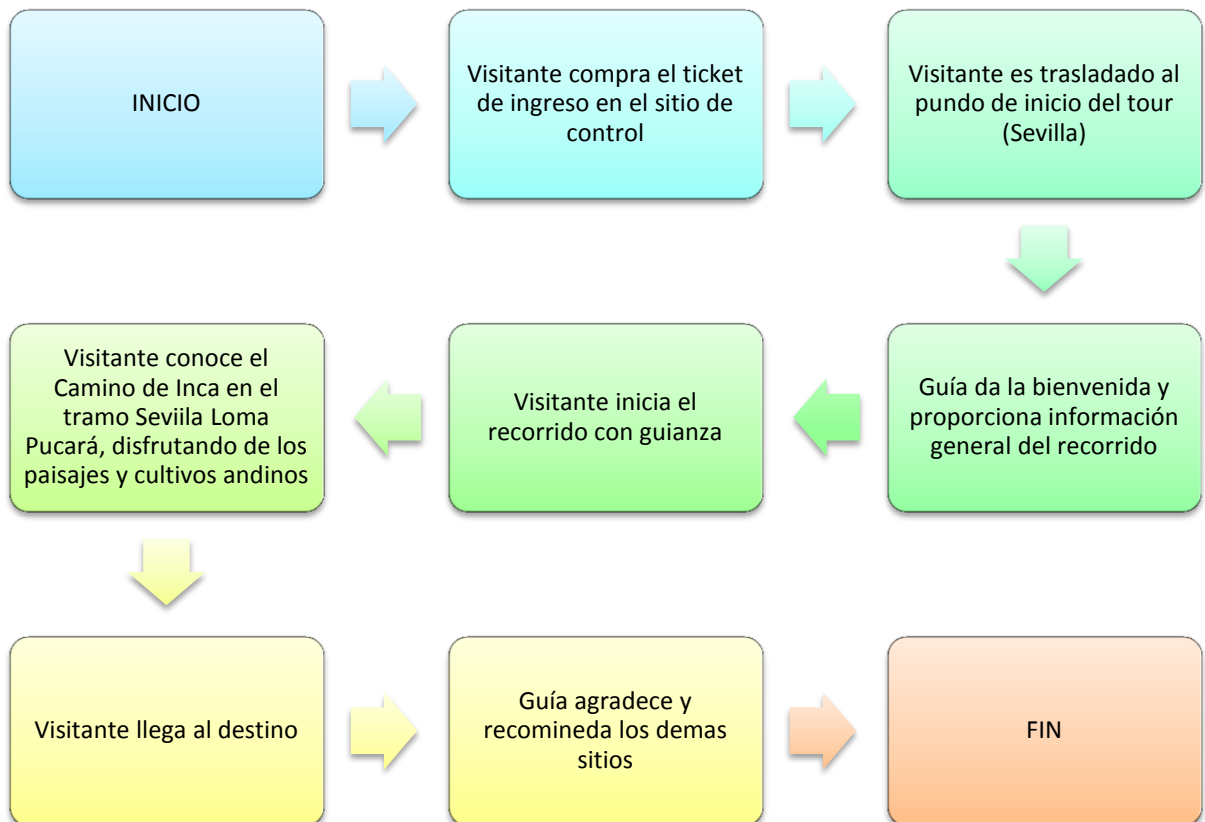 INICIO
Visitante compra el ticket
de ingreso en el sitio de
control
Visitante es trasladado al
pundo de inicio del tour
(Sevilla)
Guía da la bienvenida y
proporciona información
general del recorrido
Visitante inicia el
recorrido con guianza
Visitante conoce el
Camino de Inca en el
tramo Seviila Loma
Pucará, disfrutando de los
paisajes y cultivos andinos
Visitante llega al destino
Guía agradece y
recomineda los demas
sitios
FIN